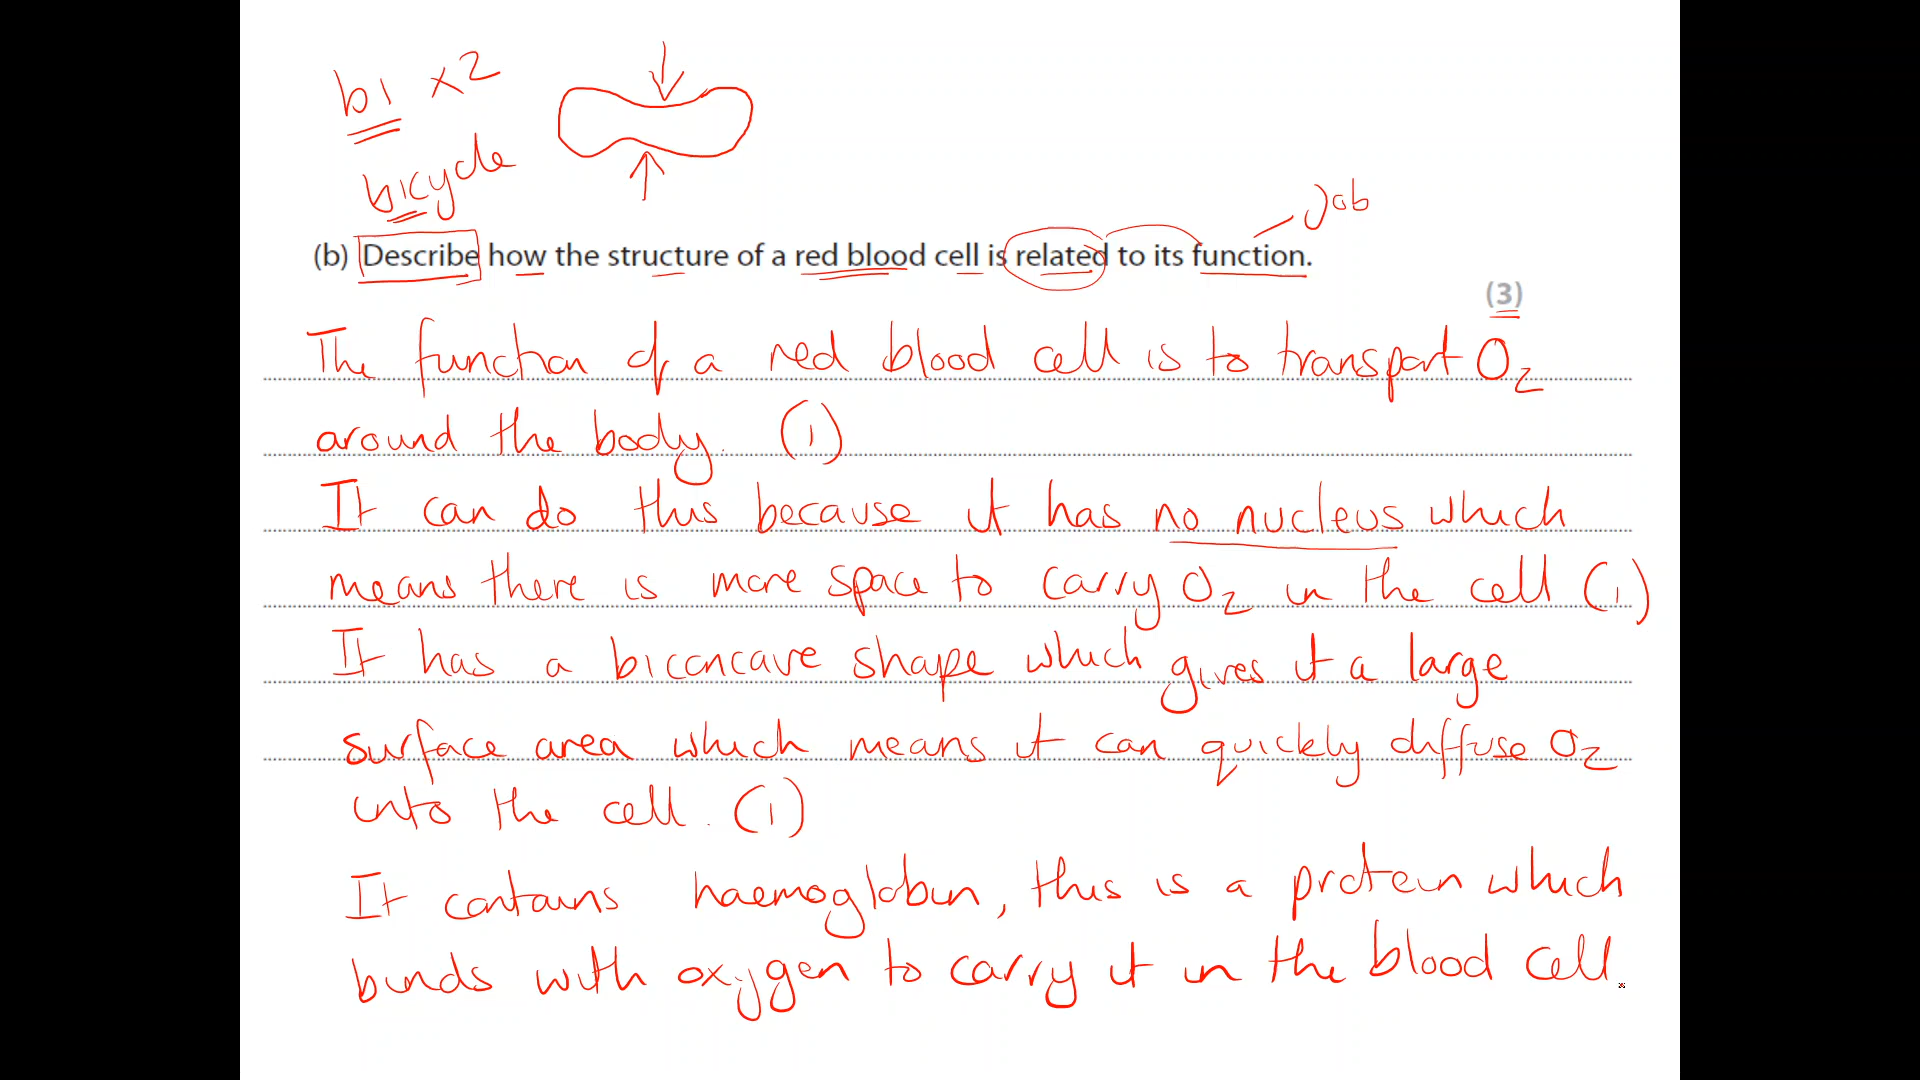 bi x2
bicycle
Job
(b) Describe how the structure of a red blood cell is related to its function.
(3)
The function of a red blood cell is to transport O2
around the body. (1)
It can do this because it has no nucleus which
means there is more space to carry O2 in the cell (1)
It has a biconcave shape which gives it a large
surface area which means it can quickly diffuse O2
into the cell. (1)
It contains haemoglobin, this is a protein which
binds with oxygen to carry it in the blood cell.